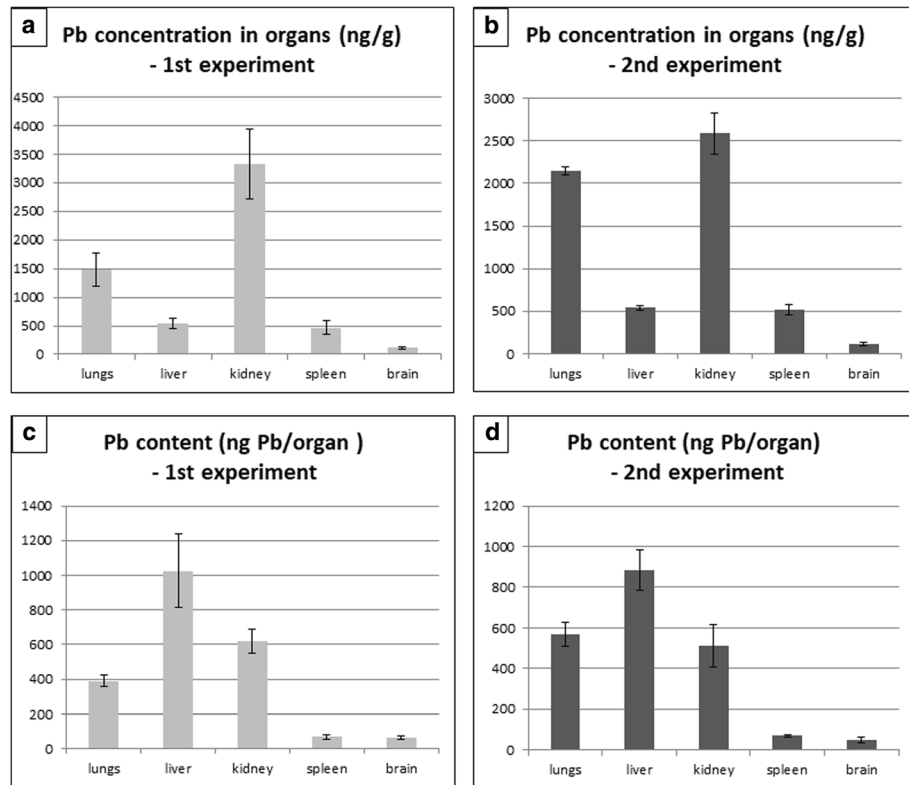 a
Pb concentration in organs (ng/g)
- 1st experiment
4500
4000
3500
3000
2500
2000
1500
1000
500
0
lungs liver kidney spleen brain
b
Pb concentration in organs (ng/g)
- 2nd experiment
3000
2500
2000
1500
1000
500
0
lungs liver kidney spleen brain
c
Pb content (ng Pb/organ )
- 1st experiment
1400
1200
1000
800
600
400
200
0
lungs liver kidney spleen brain
d
Pb content (ng Pb/organ)
- 2nd experiment
1200
1000
800
600
400
200
0
lungs liver kidney spleen brain